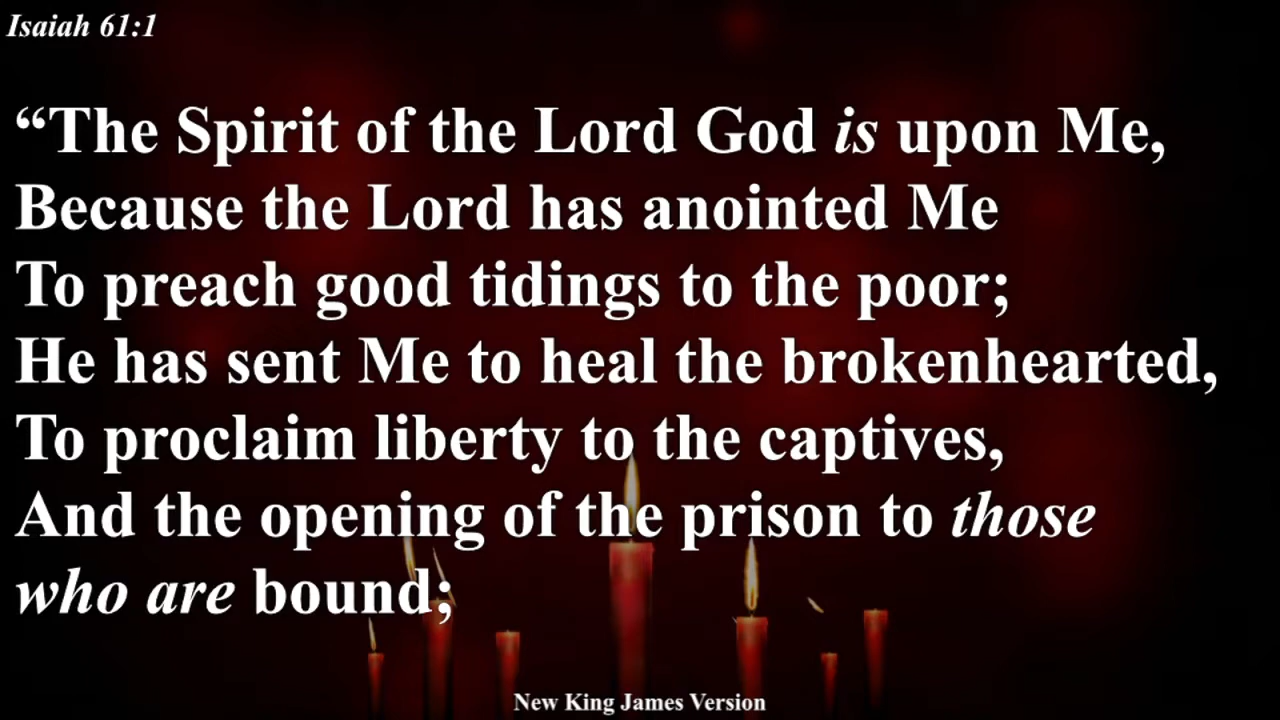 Isaiah 61:1
“The Spirit of the Lord God is upon Me,
Because the Lord has anointed Me
To preach good tidings to the poor;
He has sent Me to heal the brokenhearted,
To proclaim liberty to the captives,
And the opening of the prison to those
who are bound;
New King James Version